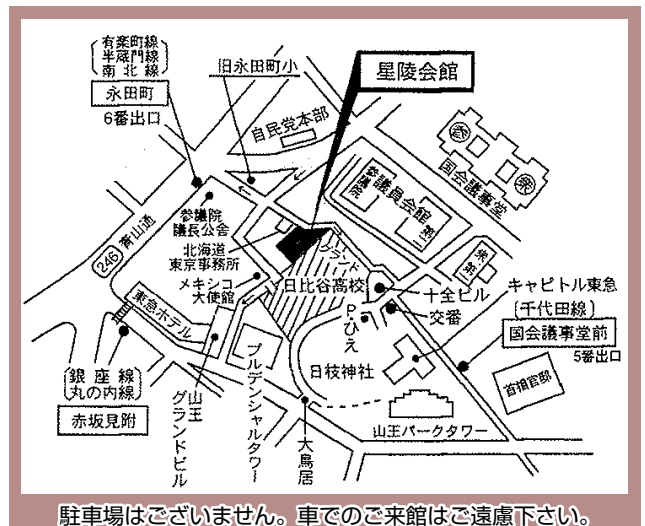 有楽町線
半蔵門線
南北線
永田町
6番出口
旧永田町小
星陵会館
自民党本部
参
衆
国会議事堂
参議院
議員会館
第二
衆・第一
参議院
議長公舎
北海道
東京事務所
メキシコ
大使館
グランド
日比谷高校
246
青山通
東急ホテル
十全ビル
交番
Pひえ
キャピトル東急
千代田線
国会議事堂前
5番出口
日枝神社
首相官邸
銀座線
丸の内線
赤坂見附
山王
グランドビル
プルデンシャルタワー
大鳥居
山王パークタワー
駐車場はございません。車でのご来館はご遠慮下さい。